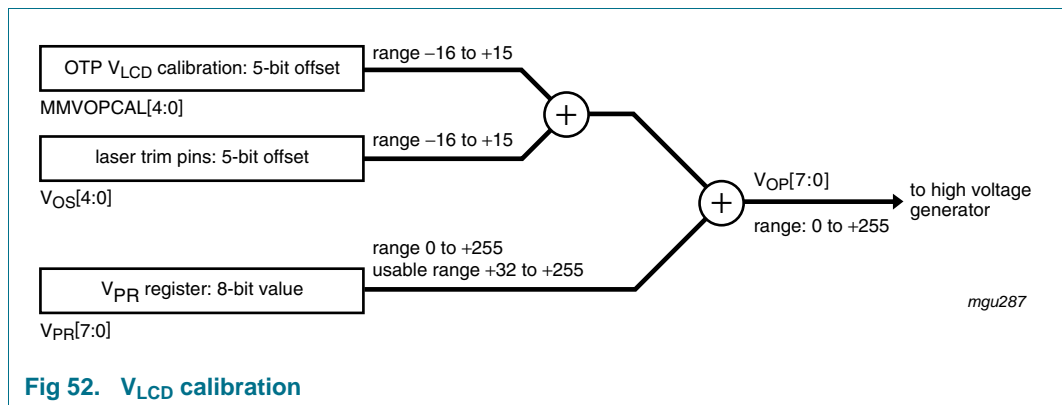 OTP VLCD calibration: 5-bit offset
range −16 to +15
MMVOPCAL[4:0]
+
laser trim pins: 5-bit offset
range −16 to +15
VOS[4:0]
VOP[7:0]
+
to high voltage
generator
range: 0 to +255
range 0 to +255
usable range +32 to +255
VPR register: 8-bit value
VPR[7:0]
mgu287
Fig 52. VLCD calibration